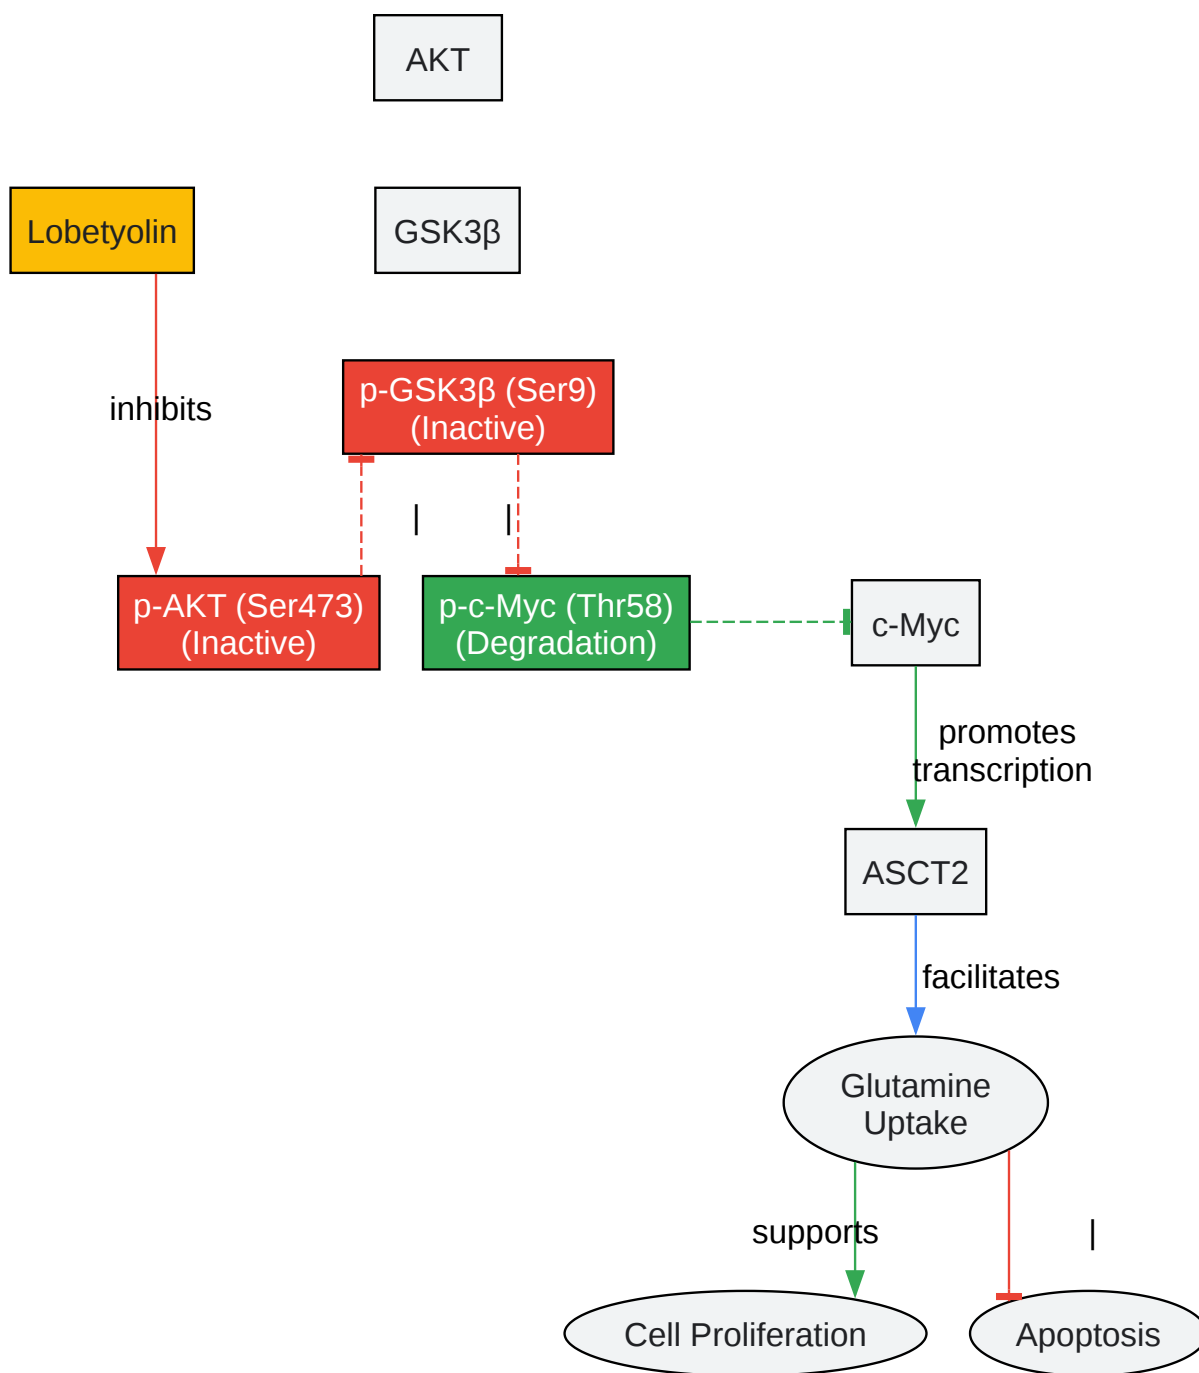 AKT
Lobetyolin
GSK3β
p-GSK3β (Ser9)
(Inactive)
inhibits
|
|
p-AKT (Ser473)
(Inactive)
p-c-Myc (Thr58)
(Degradation)
c-Myc
promotes
transcription
ASCT2
facilitates
Glutamine
Uptake
supports
|
Cell Proliferation
Apoptosis